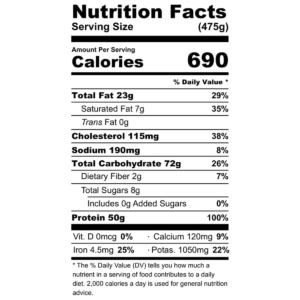 Nutrition Facts
Serving Size (475g)
Amount Per Serving
Calories 690
% Daily Value *
Total Fat 23g 29%
Saturated Fat 7g 35%
Trans Fat 0g
Cholesterol 115mg 38%
Sodium 190mg 8%
Total Carbohydrate 72g 26%
Dietary Fiber 2g 7%
Total Sugars 8g
Includes 0g Added Sugars 0%
Protein 50g 100%
Vit. D 0mcg 0% · Calcium 120mg 9%
Iron 4.5mg 25% · Potas. 1050mg 22%
* The % Daily Value (DV) tells you how much a
nutrient in a serving of food contributes to a daily
diet. 2,000 calories a day is used for general nutrition
advice.